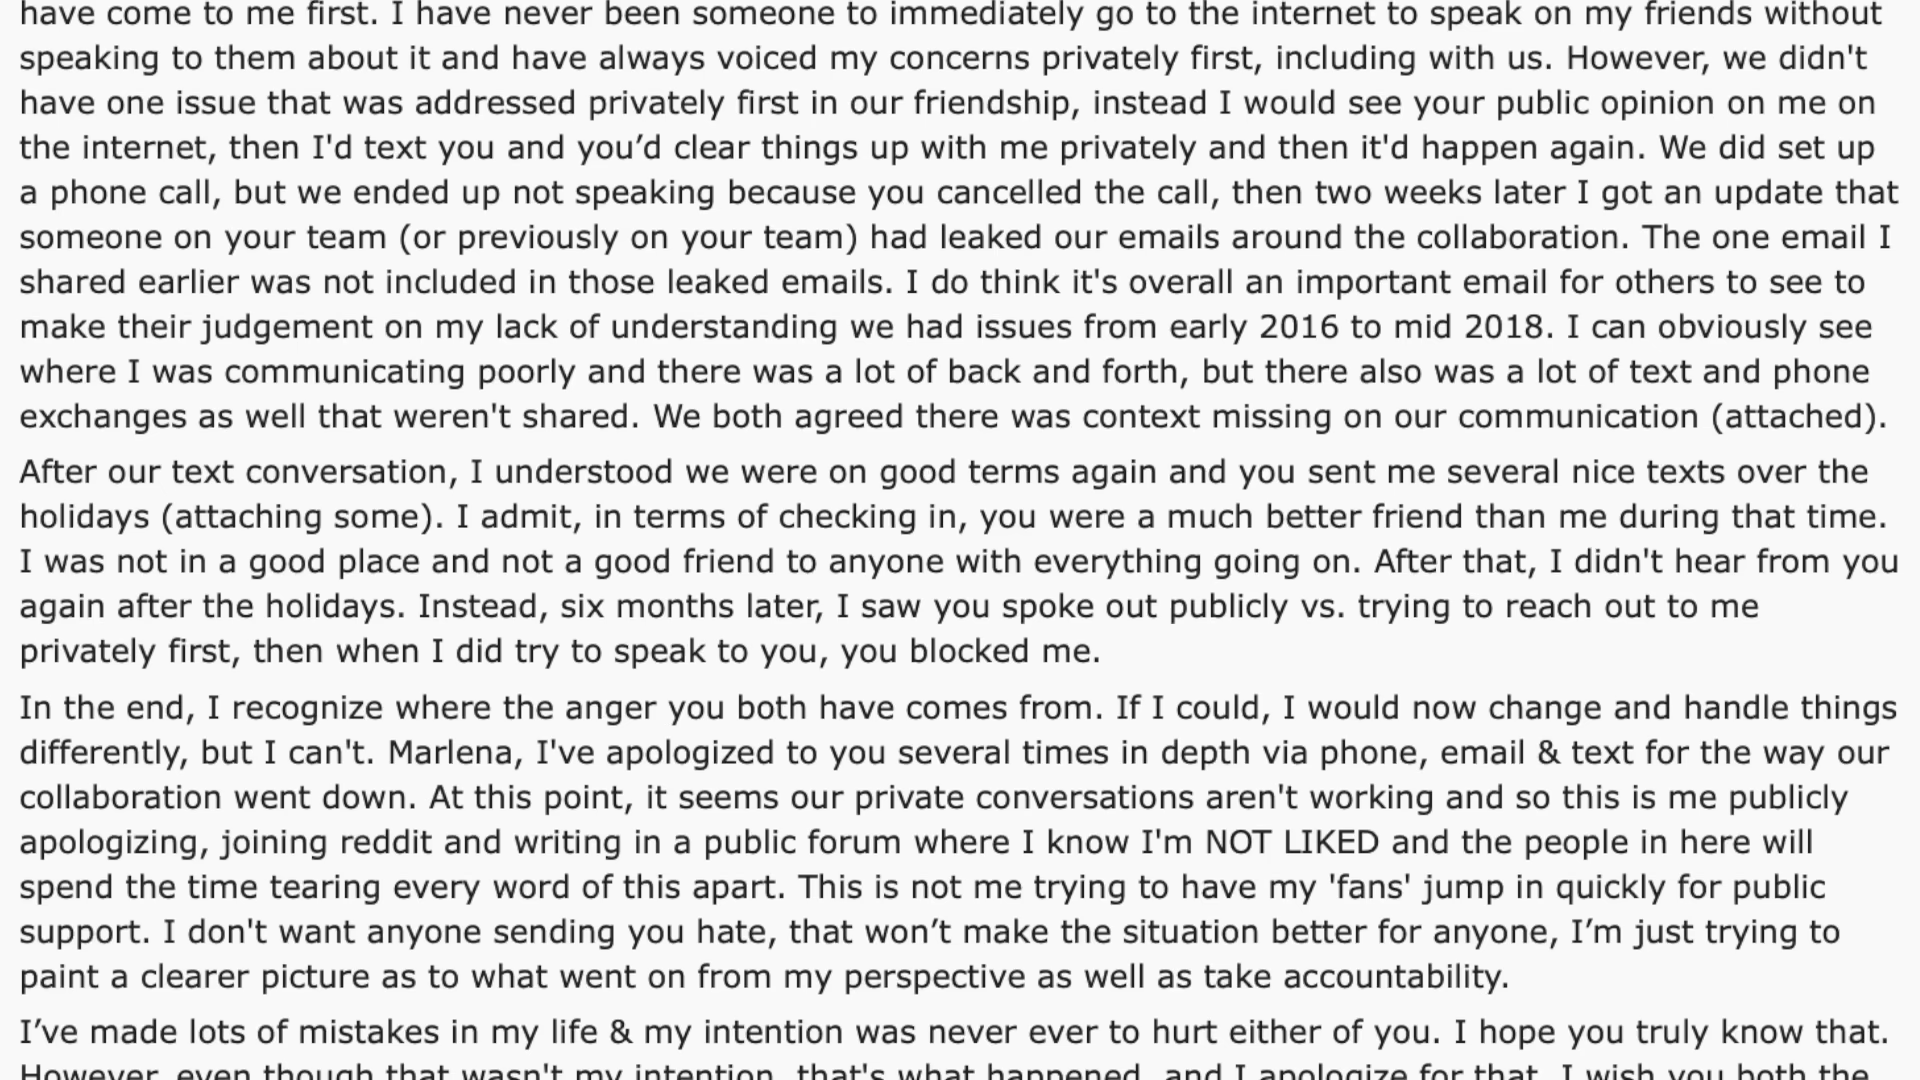 have come to me first. I have never been someone to immediately go to the internet to speak on my friends without
speaking to them about it and have always voiced my concerns privately first, including with us. However, we didn't
have one issue that was addressed privately first in our friendship, instead I would see your public opinion on me on
the internet, then I'd text you and you’d clear things up with me privately and then it'd happen again. We did set up
a phone call, but we ended up not speaking because you cancelled the call, then two weeks later I got an update that
someone on your team (or previously on your team) had leaked our emails around the collaboration. The one email I
shared earlier was not included in those leaked emails. I do think it's overall an important email for others to see to
make their judgement on my lack of understanding we had issues from early 2016 to mid 2018. I can obviously see
where I was communicating poorly and there was a lot of back and forth, but there also was a lot of text and phone
exchanges as well that weren't shared. We both agreed there was context missing on our communication (attached).
After our text conversation, I understood we were on good terms again and you sent me several nice texts over the
holidays (attaching some). I admit, in terms of checking in, you were a much better friend than me during that time.
I was not in a good place and not a good friend to anyone with everything going on. After that, I didn't hear from you
again after the holidays. Instead, six months later, I saw you spoke out publicly vs. trying to reach out to me
privately first, then when I did try to speak to you, you blocked me.
In the end, I recognize where the anger you both have comes from. If I could, I would now change and handle things
differently, but I can't. Marlena, I've apologized to you several times in depth via phone, email & text for the way our
collaboration went down. At this point, it seems our private conversations aren't working and so this is me publicly
apologizing, joining reddit and writing in a public forum where I know I'm NOT LIKED and the people in here will
spend the time tearing every word of this apart. This is not me trying to have my 'fans' jump in quickly for public
support. I don't want anyone sending you hate, that won’t make the situation better for anyone, I’m just trying to
paint a clearer picture as to what went on from my perspective as well as take accountability.
I’ve made lots of mistakes in my life & my intention was never ever to hurt either of you. I hope you truly know that.
However, even though that wasn't my intention, that's what happened, and I apologize for that. I wish you both the